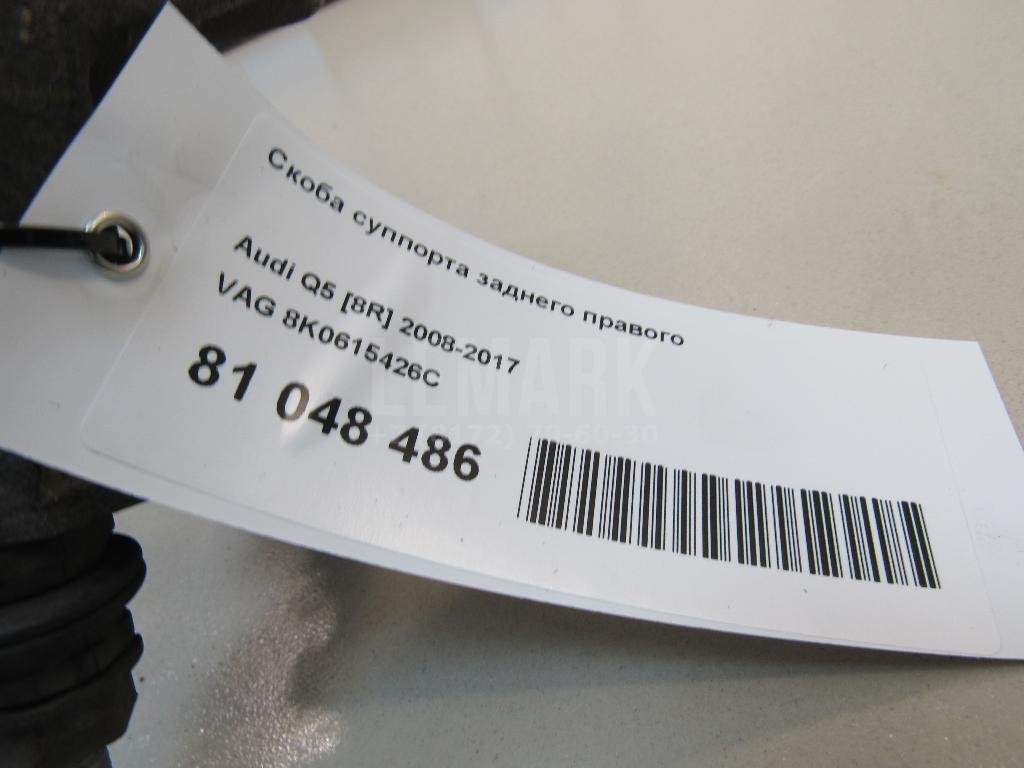 Скоба суппорта заднего правого
Audi Q5 [8R] 2008-2017
VAG 8K0615426C
81 048 486